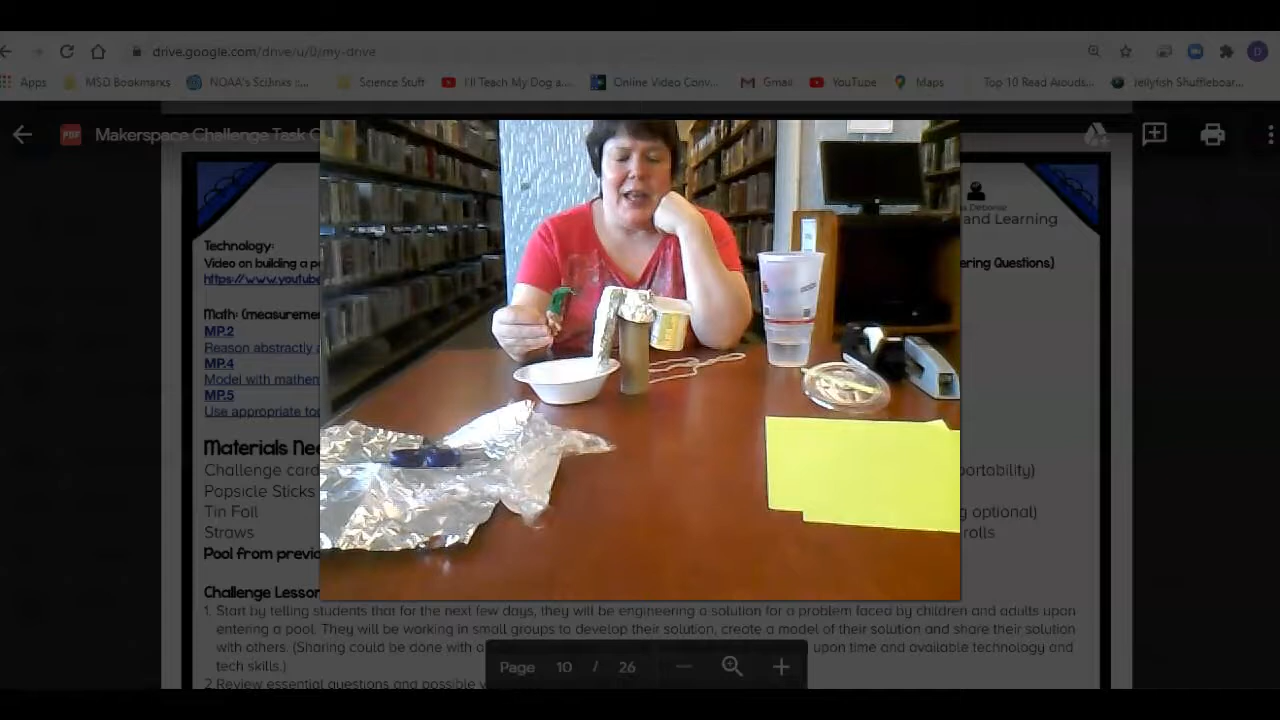 drive.google.com/drive/u/0/my-drive
Apps MSD Bookmarks NOAA's SciJinks :... Science Stuff I'll Teach My Dog a... Online Video Conv... Gmail YouTube Maps Top 10 Read Alouds... Jellyfish Shuffleboar...
PDF Makerspace Challenge Task C
and Learning
Technology:
Video on building a p
ering Questions)
https://www.youtube
Math: (measureme
MP.2
Reason abstractly a
MP.4
Model with mathem
MP.5
Use appropriate too
Materials Nee
Challenge card
portability)
Popsicle Sticks
Tin Foil
g optional)
Straws
rolls
Pool from previo
Challenge Lesson
1. Start by telling students that for the next few days, they will be engineering a solution for a problem faced by children and adults upon
entering a pool. They will be working in small groups to develop their solution, create a model of their solution and share their solution
with others. (Sharing could be done with a upon time and available technology and
tech skills.)
2. Review essential questions and possible v
Page 10 / 26